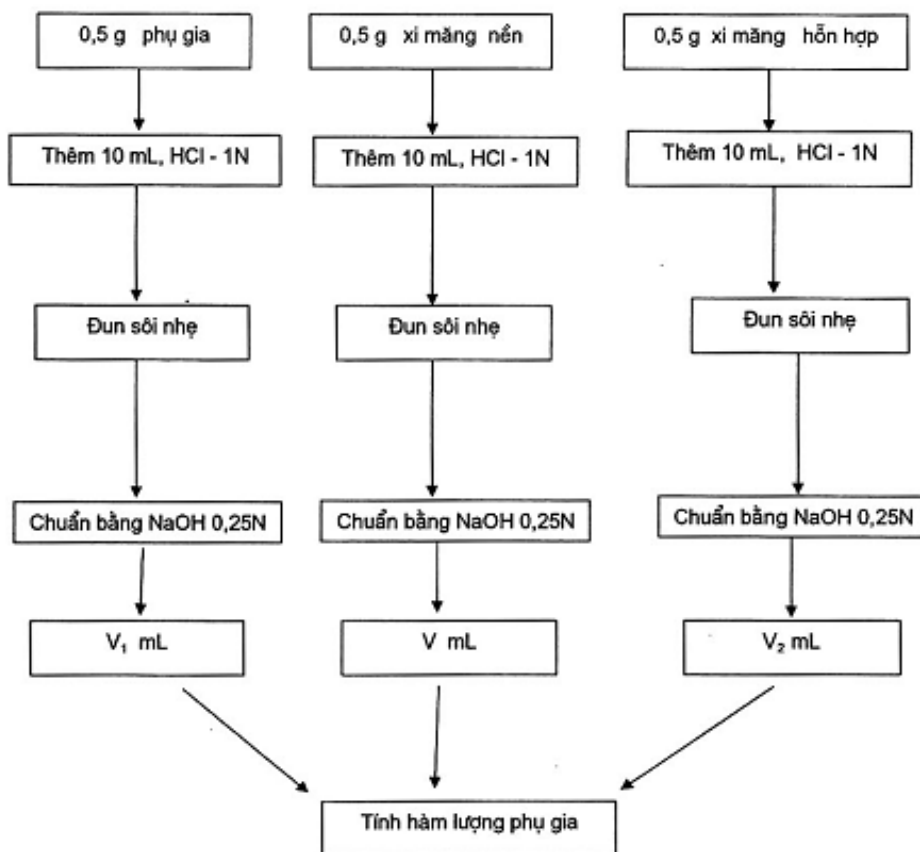 0,5 g phụ gia
0,5 g xi măng nền
0,5 g xi măng hỗn hợp
Thêm 10 mL, HCl - 1N
Thêm 10 mL, HCl - 1N
Thêm 10 mL, HCl - 1N
Đun sôi nhẹ
Đun sôi nhẹ
Đun sôi nhẹ
Chuẩn bằng NaOH 0,25N
Chuẩn bằng NaOH 0,25N
Chuẩn bằng NaOH 0,25N
V₁ mL
V mL
V₂ mL
Tính hàm lượng phụ gia